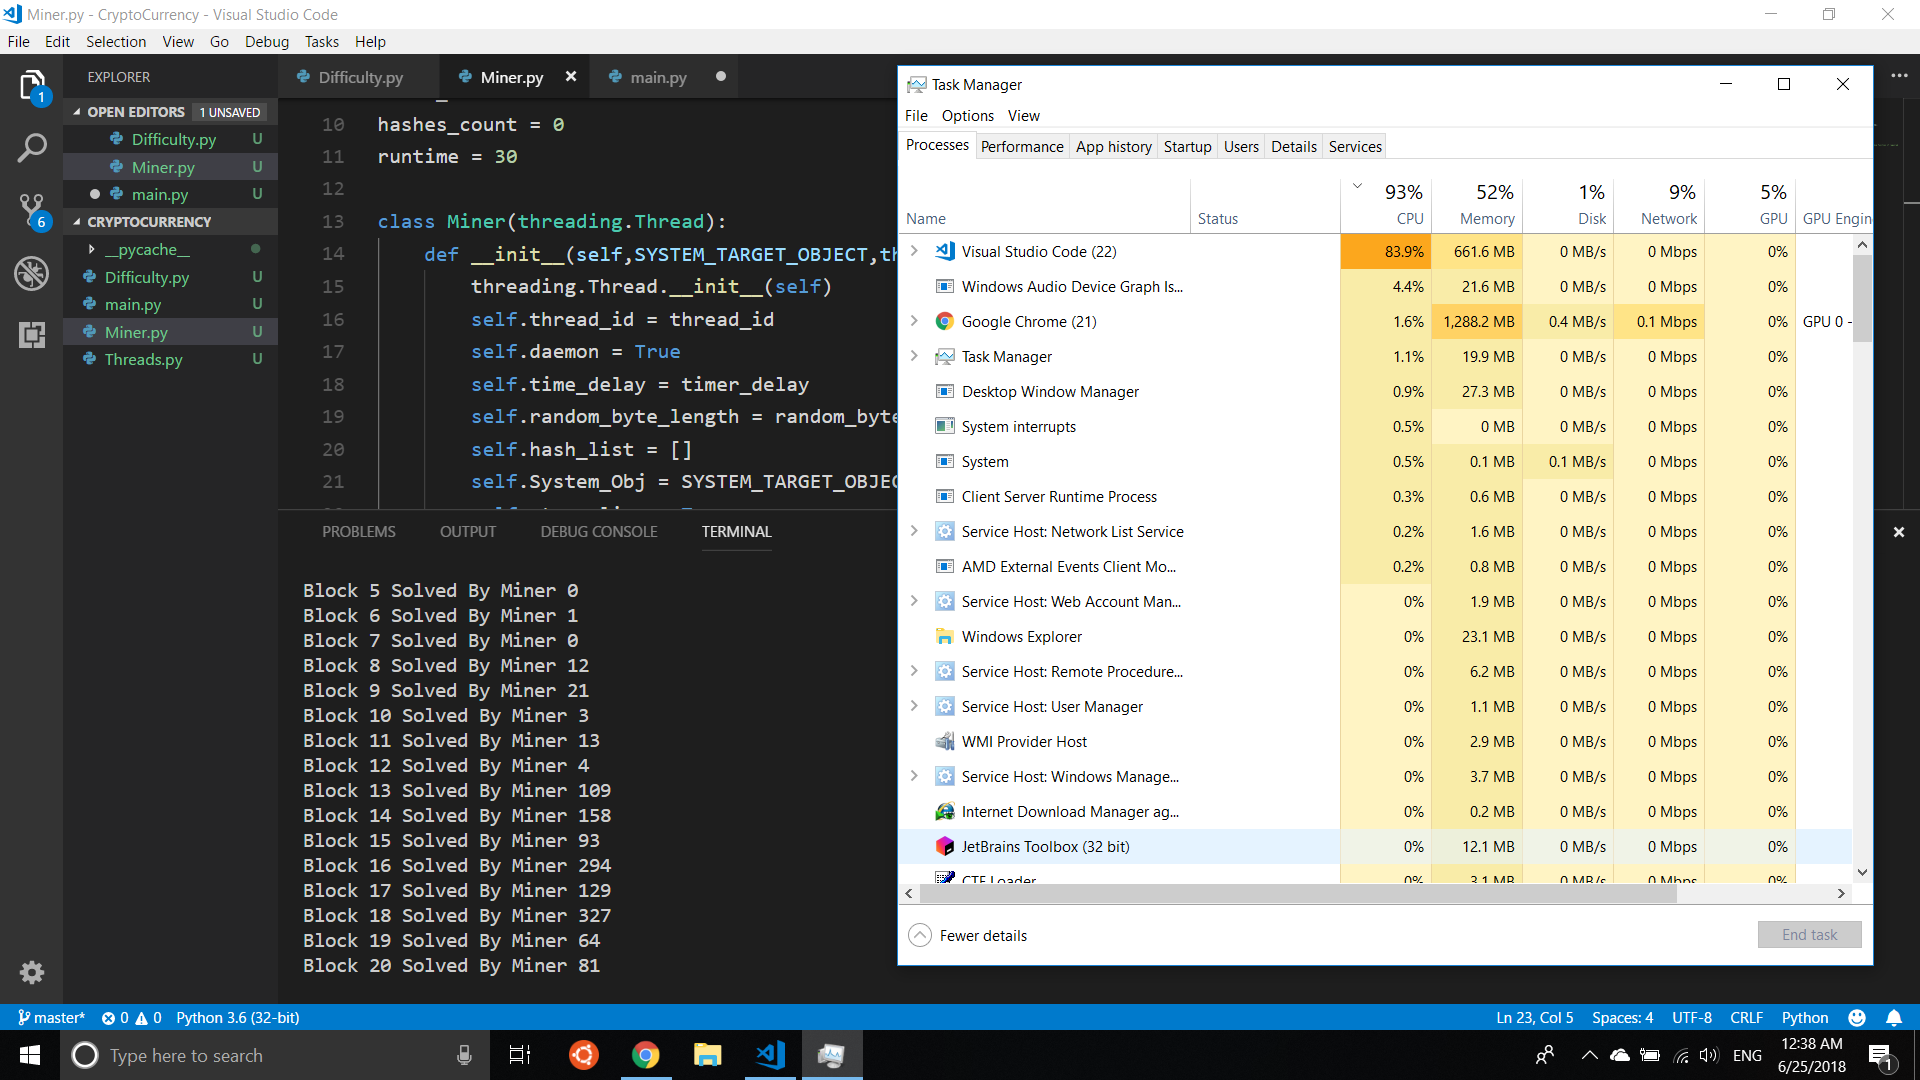 Miner.py - CryptoCurrency - Visual Studio Code
File Edit Selection View Go Debug Tasks Help
EXPLORER
1
OPEN EDITORS 1 UNSAVED
Difficulty.py U
Miner.py U
main.py U
6
CRYPTOCURRENCY
__pycache__
Difficulty.py U
main.py U
Miner.py U
Threads.py U
Difficulty.py Miner.py main.py
10 hashes_count = 0
11 runtime = 30
12
13 class Miner(threading.Thread):
14 def __init__(self,SYSTEM_TARGET_OBJECT,th
15 threading.Thread.__init__(self)
16 self.thread_id = thread_id
17 self.daemon = True
18 self.time_delay = timer_delay
19 self.random_byte_length = random_byte
20 self.hash_list = []
21 self.System_Obj = SYSTEM_TARGET_OBJEC
PROBLEMS OUTPUT DEBUG CONSOLE TERMINAL
Block 5 Solved By Miner 0
Block 6 Solved By Miner 1
Block 7 Solved By Miner 0
Block 8 Solved By Miner 12
Block 9 Solved By Miner 21
Block 10 Solved By Miner 3
Block 11 Solved By Miner 13
Block 12 Solved By Miner 4
Block 13 Solved By Miner 109
Block 14 Solved By Miner 158
Block 15 Solved By Miner 93
Block 16 Solved By Miner 294
Block 17 Solved By Miner 129
Block 18 Solved By Miner 327
Block 19 Solved By Miner 64
Block 20 Solved By Miner 81
Task Manager
File Options View
Processes Performance App history Startup Users Details Services
93% 52% 1% 9% 5%
Name Status CPU Memory Disk Network GPU GPU Engin
Visual Studio Code (22) 83.9% 661.6 MB 0 MB/s 0 Mbps 0%
Windows Audio Device Graph Is... 4.4% 21.6 MB 0 MB/s 0 Mbps 0%
Google Chrome (21) 1.6% 1,288.2 MB 0.4 MB/s 0.1 Mbps 0% GPU 0 -
Task Manager 1.1% 19.9 MB 0 MB/s 0 Mbps 0%
Desktop Window Manager 0.9% 27.3 MB 0 MB/s 0 Mbps 0%
System interrupts 0.5% 0 MB 0 MB/s 0 Mbps 0%
System 0.5% 0.1 MB 0.1 MB/s 0 Mbps 0%
Client Server Runtime Process 0.3% 0.6 MB 0 MB/s 0 Mbps 0%
Service Host: Network List Service 0.2% 1.6 MB 0 MB/s 0 Mbps 0%
AMD External Events Client Mo... 0.2% 0.8 MB 0 MB/s 0 Mbps 0%
Service Host: Web Account Man... 0% 1.9 MB 0 MB/s 0 Mbps 0%
Windows Explorer 0% 23.1 MB 0 MB/s 0 Mbps 0%
Service Host: Remote Procedure... 0% 6.2 MB 0 MB/s 0 Mbps 0%
Service Host: User Manager 0% 1.1 MB 0 MB/s 0 Mbps 0%
WMI Provider Host 0% 2.9 MB 0 MB/s 0 Mbps 0%
Service Host: Windows Manage... 0% 3.7 MB 0 MB/s 0 Mbps 0%
Internet Download Manager ag... 0% 0.2 MB 0 MB/s 0 Mbps 0%
JetBrains Toolbox (32 bit) 0% 12.1 MB 0 MB/s 0 Mbps 0%
CTF Loader 0% 3.1 MB 0 MB/s 0 Mbps 0%
Fewer details End task
master* 0 0 Python 3.6 (32-bit) Ln 23, Col 5 Spaces: 4 UTF-8 CRLF Python
Type here to search ENG 12:38 AM
6/25/2018 1